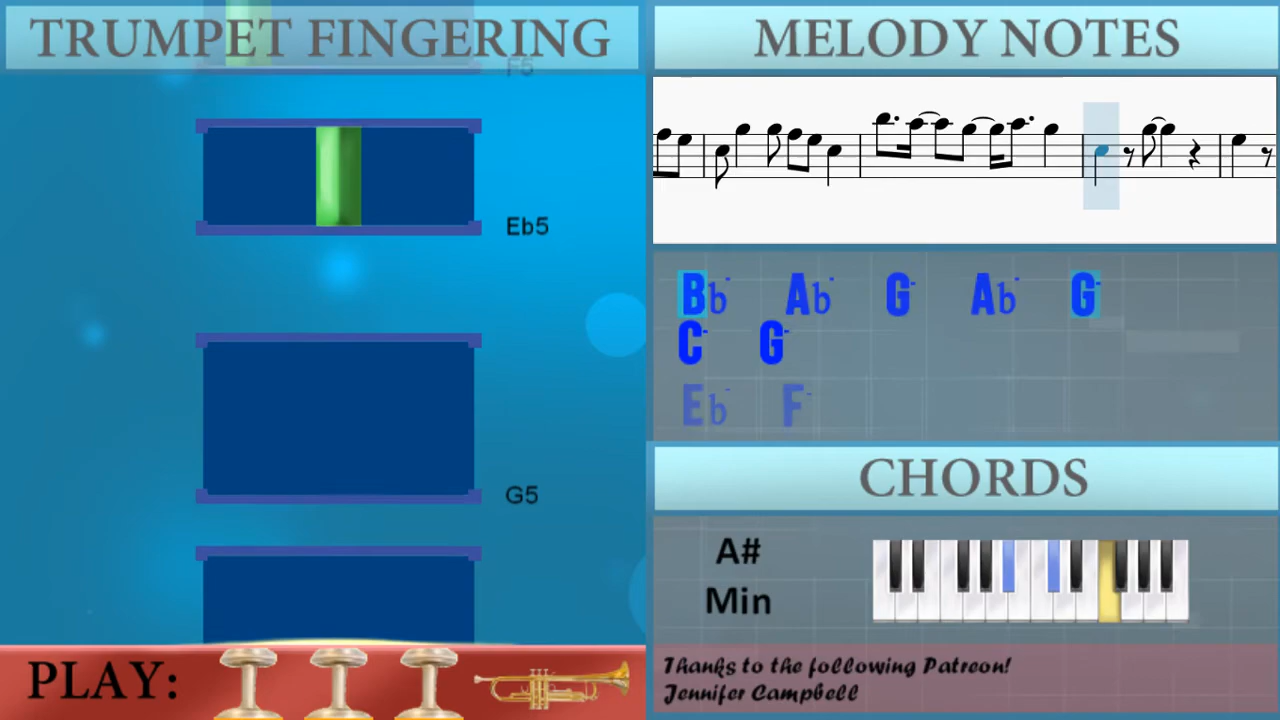 TRUMPET FINGERING
F5
Eb5
G5
PLAY:
MELODY NOTES
Bb- Ab- G- Ab- G-
C- G-
Eb- F-
CHORDS
A#
Min
Thanks to the following Patreon!
Jennifer Campbell